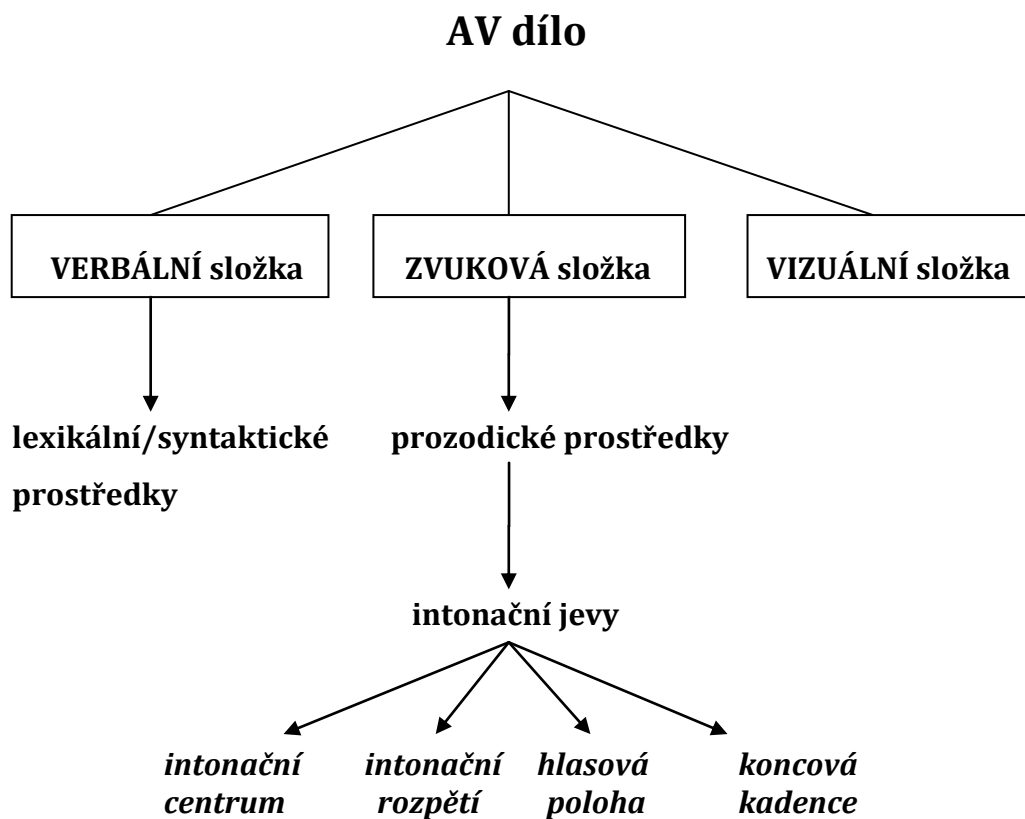 AV dílo
VERBÁLNÍ složka
ZVUKOVÁ složka
VIZUÁLNÍ složka
lexikální/syntaktické
prostředky
prozodické prostředky
intonační jevy
intonační
centrum
intonační
rozpětí
hlasová
poloha
koncová
kadence